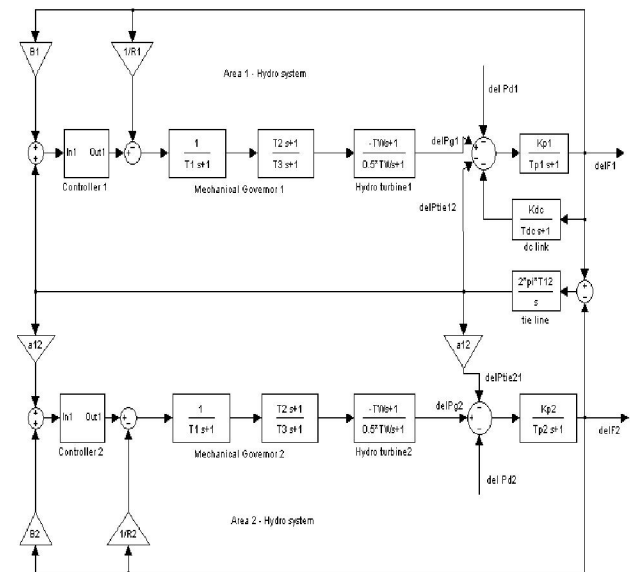 B1
1/R1
Area 1 - Hydro system
del Pd1
+
+
In1 Out1
Controller 1
-
+
1
T1 s+1
T2 s+1
T3 s+1
Mechanical Governor 1
-TWs+1
0.5*TWs+1
Hydro turbine1
delPg1
delPtie12
Kp1
Tp1 s+1
delF1
Kdc
Tdc s+1
dc link
2*pi*T12
s
tie line
+
-
a12
a12
delPtie21
+
+
In1 Out1
Controller 2
+
-
1
T1 s+1
T2 s+1
T3 s+1
Mechanical Governor 2
-TWs+1
0.5*TWs+1
Hydro turbine2
delPg2
-
+
-
Kp2
Tp2 s+1
delF2
del Pd2
B2
1/R2
Area 2 - Hydro system